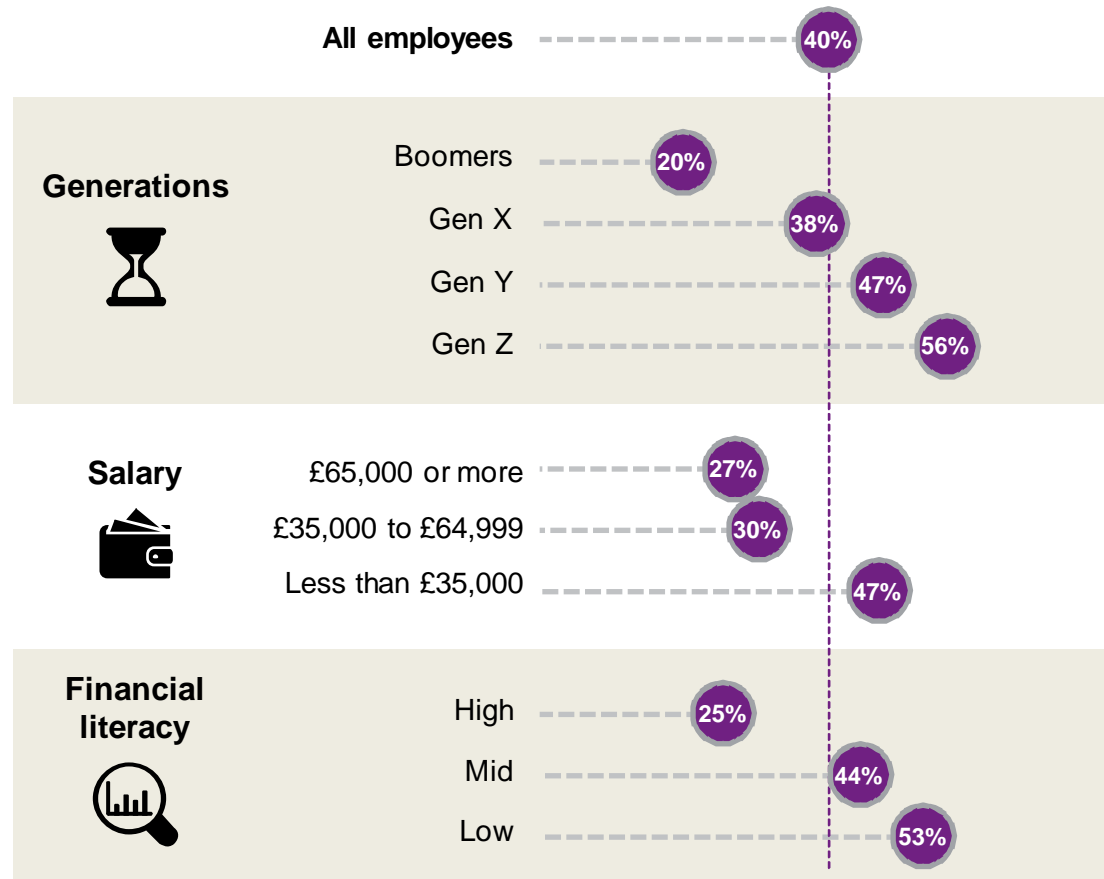 All employees 40%
Generations
Boomers 20%
Gen X 38%
Gen Y 47%
Gen Z 56%
Salary
£65,000 or more 27%
£35,000 to £64,999 30%
Less than £35,000 47%
Financial
literacy
High 25%
Mid 44%
Low 53%